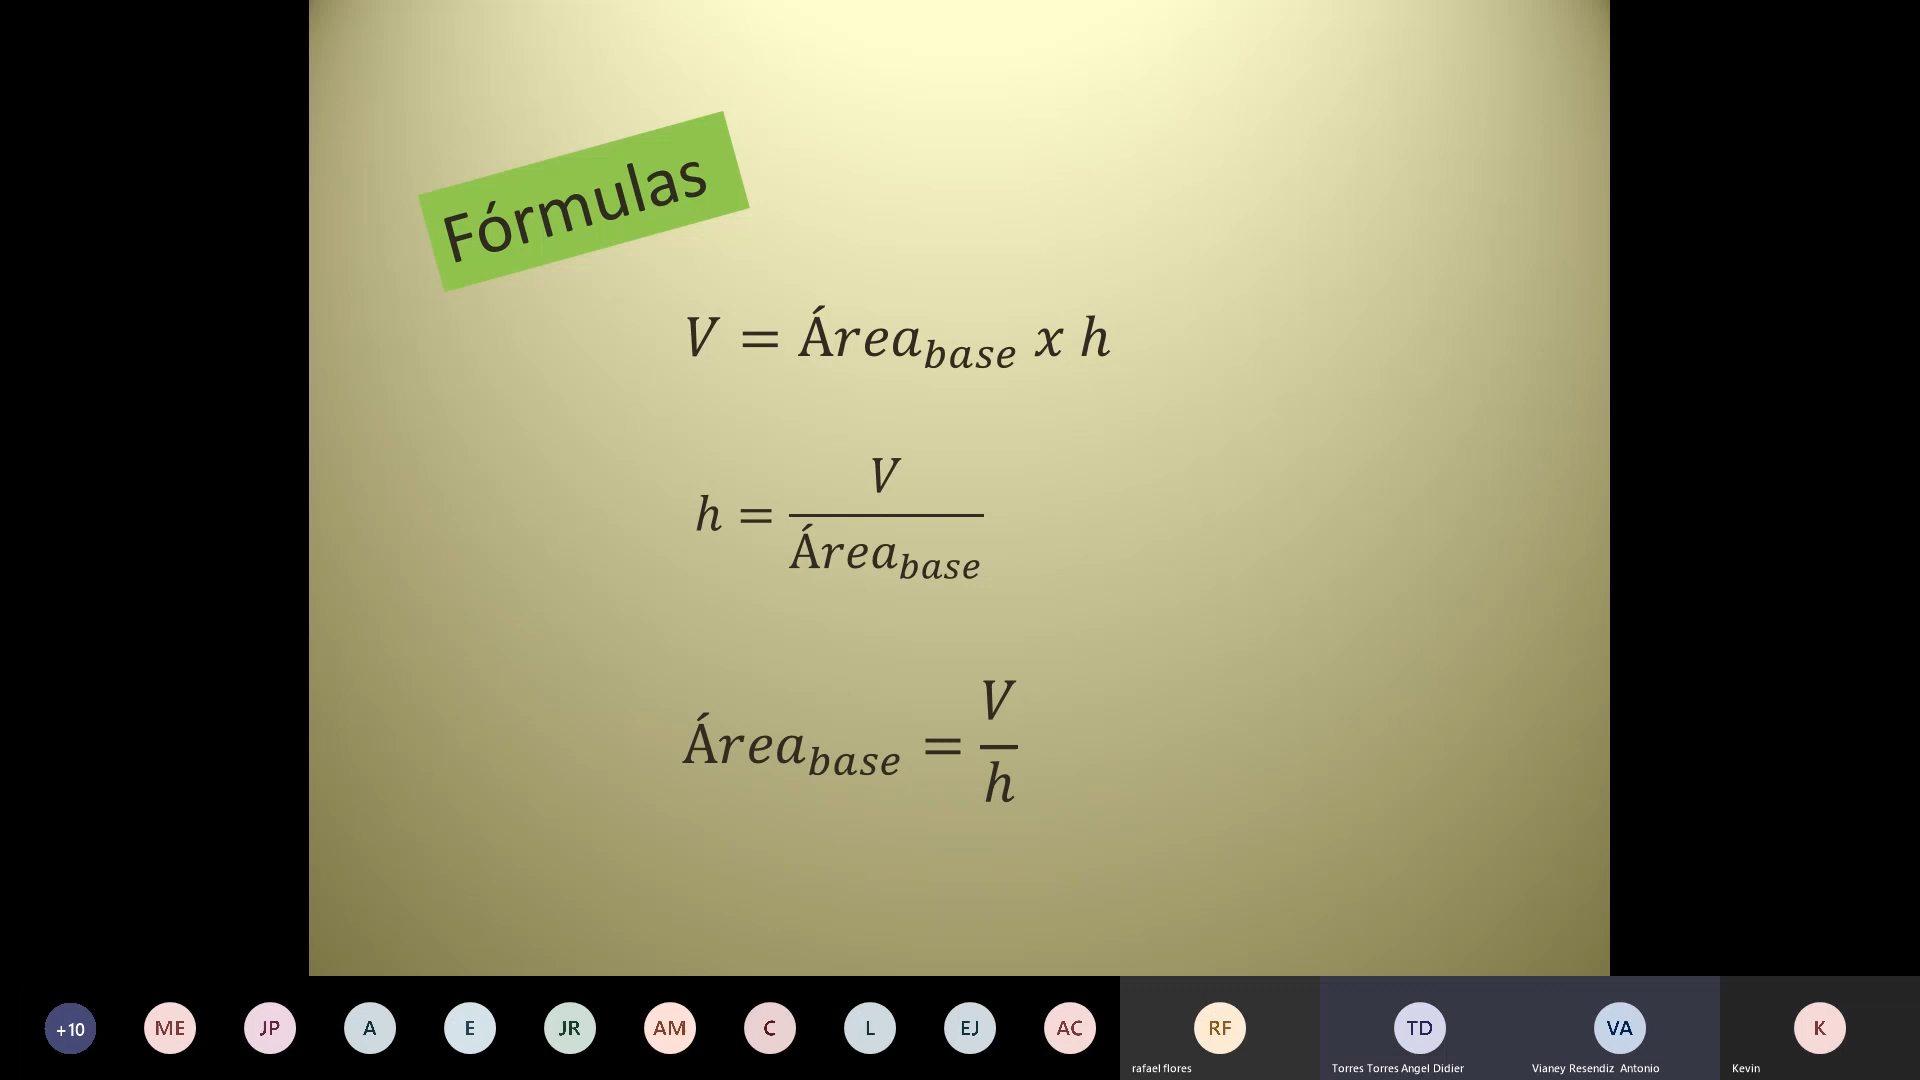 Fórmulas
V = Área_base x h
h = V / Área_base
Área_base = V / h
+10 ME JP A E JR AM C L EJ AC RF TD VA K
rafael flores Torres Torres Angel Didier Vianey Resendiz Antonio Kevin